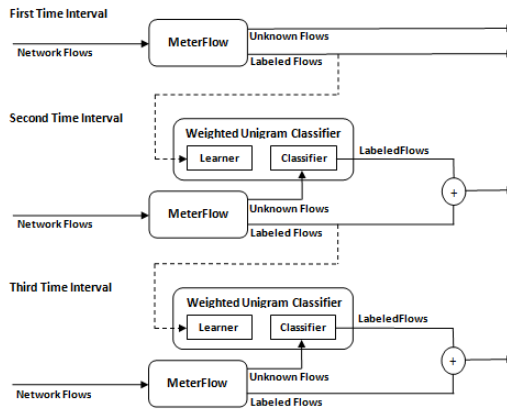 First Time Interval
Network Flows
MeterFlow
Unknown Flows
Labeled Flows
Second Time Interval
Weighted Unigram Classifier
Learner
Classifier
LabeledFlows
+
Network Flows
MeterFlow
Unknown Flows
Labeled Flows
Third Time Interval
Weighted Unigram Classifier
Learner
Classifier
LabeledFlows
+
Network Flows
MeterFlow
Unknown Flows
Labeled Flows